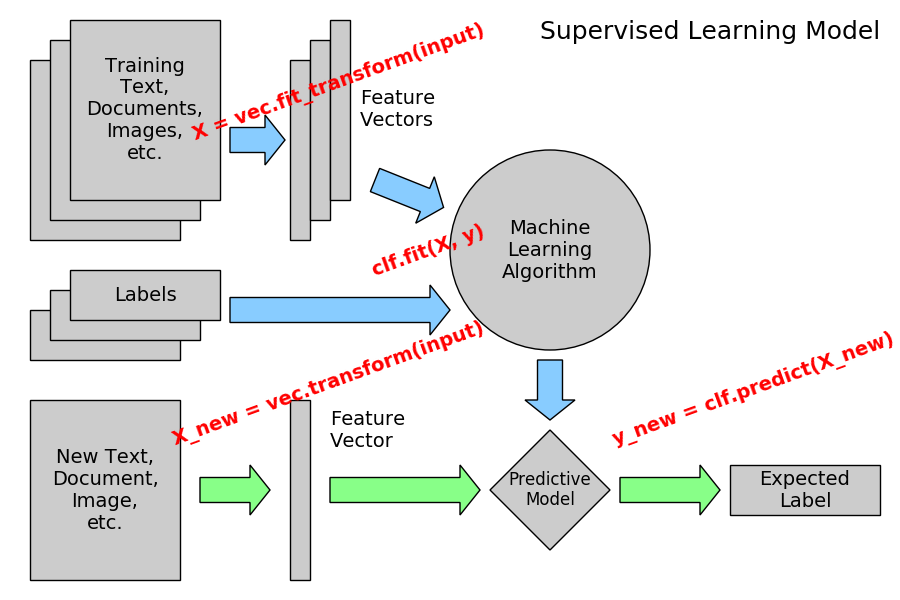 Supervised Learning Model
Training
Text,
Documents,
Images,
etc.
X = vec.fit_transform(input)
Feature
Vectors
Machine
Learning
Algorithm
clf.fit(X, y)
Labels
X_new = vec.transform(input)
New Text,
Document,
Image,
etc.
Feature
Vector
Predictive
Model
y_new = clf.predict(X_new)
Expected
Label